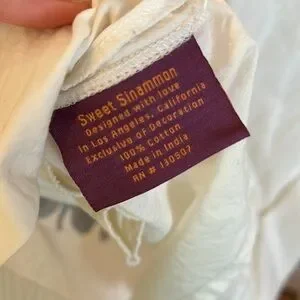 Sweet Sinammon
Designed with love
in Los Angeles, California
Exclusive of Decoration
100% Cotton
Made in India
RN # 130507